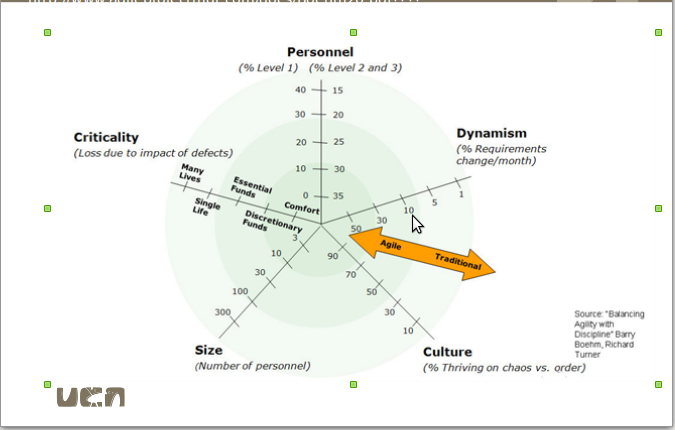 Personnel
(% Level 1) (% Level 2 and 3)
40 15
30 20
20 25
10 30
0 35
Criticality
(Loss due to impact of defects)
Many
Lives
Single
Life
Essential
Funds
Discretionary
Funds
Comfort
Dynamism
(% Requirements
change/month)
50
30
10
5
1
Agile
Traditional
3
10
30
100
300
90
70
50
30
10
Size
(Number of personnel)
Culture
(% Thriving on chaos vs. order)
Source: "Balancing
Agility with
Discipline" Barry
Boehm, Richard
Turner
ucn